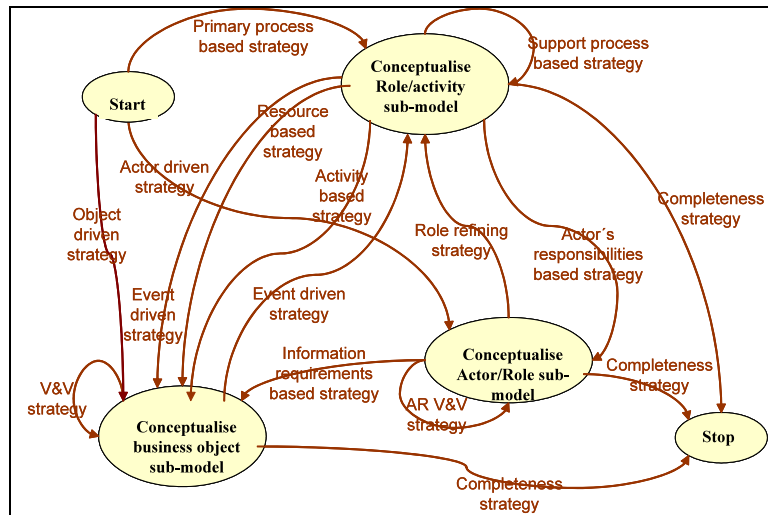 Primary process
based strategy
Conceptualise
Role/activity
sub-model
Support process
based strategy
Start
Resource
based
strategy
Actor driven
strategy
Activity
based
strategy
Completeness
strategy
Object
driven
strategy
Role refining
strategy
Actor´s
responsibilities
based strategy
Event
driven
strategy
Event driven
strategy
Information
requirements
based strategy
Conceptualise
Actor/Role sub-
model
Completeness
strategy
V&V
strategy
AR V&V
strategy
Conceptualise
business object
sub-model
Stop
Completeness
strategy